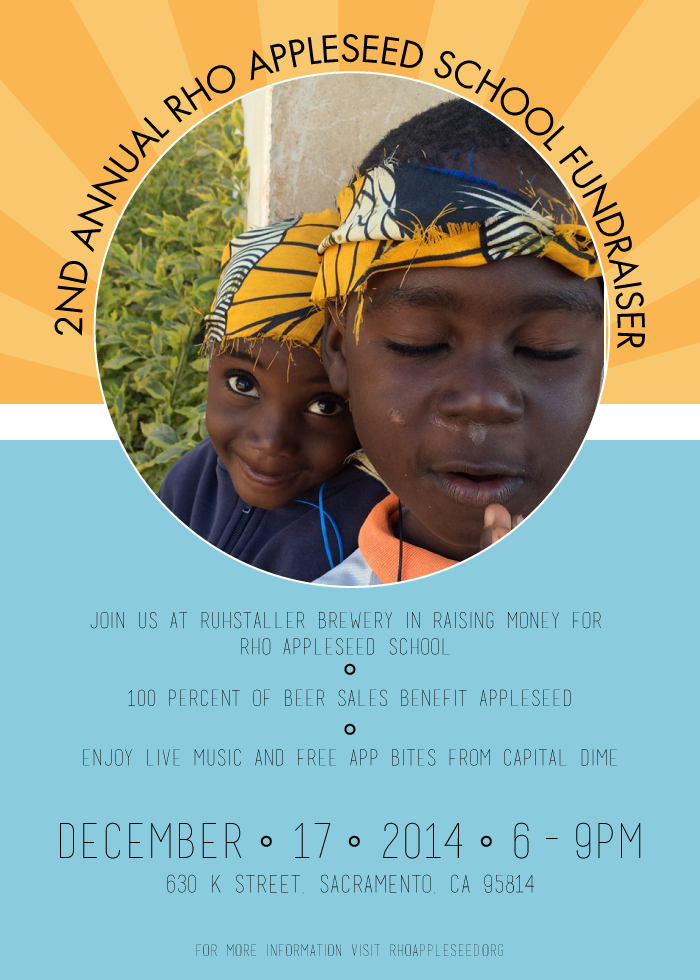 2ND ANNUAL RHO APPLESEED SCHOOL FUNDRAISER
JOIN US AT RUHSTALLER BREWERY IN RAISING MONEY FOR
RHO APPLESEED SCHOOL
100 PERCENT OF BEER SALES BENEFIT APPLESEED
ENJOY LIVE MUSIC AND FREE APP BITES FROM CAPITAL DIME
DECEMBER • 17 • 2014 • 6 - 9PM
630 K STREET. SACRAMENTO. CA 95814
FOR MORE INFORMATION VISIT RHOAPPLESEED.ORG